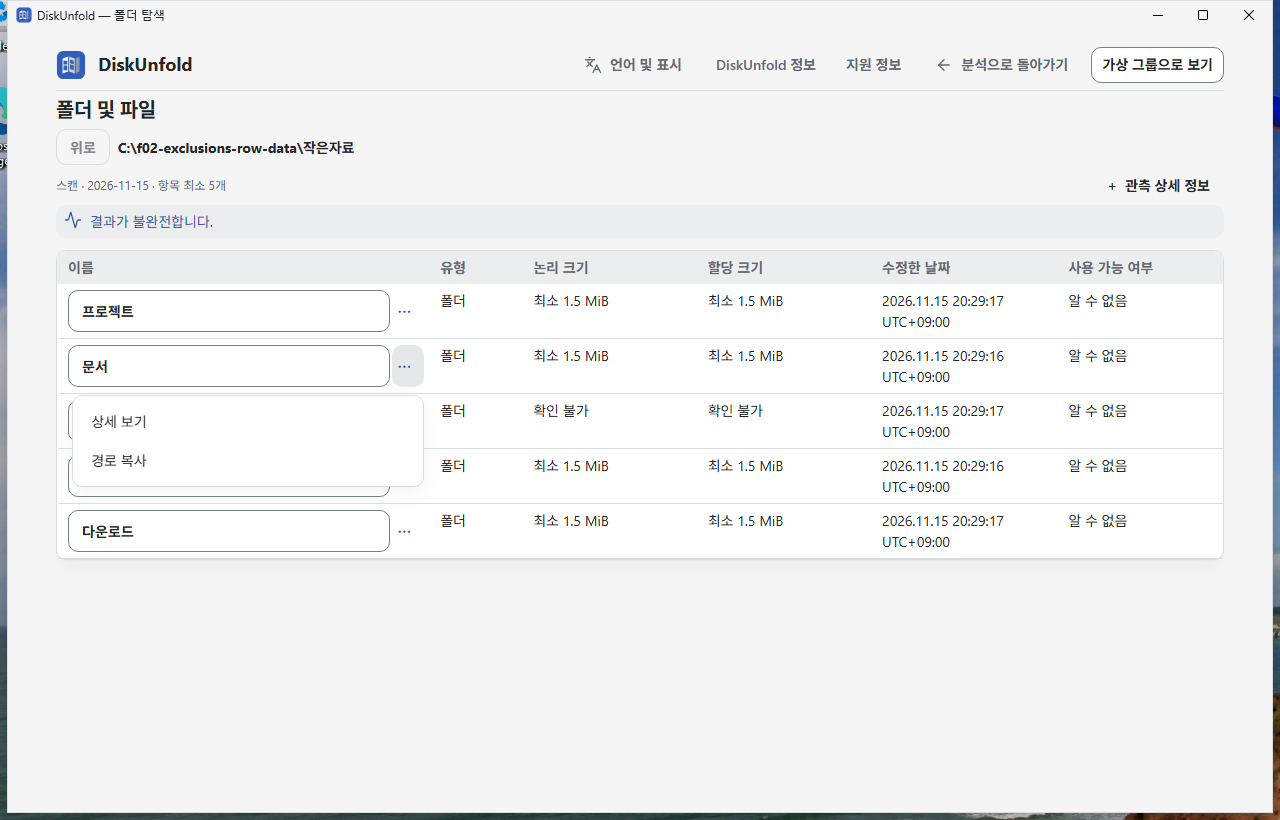 DiskUnfold — 폴더 탐색
DiskUnfold
언어 및 표시
DiskUnfold 정보
지원 정보
← 분석으로 돌아가기
가상 그룹으로 보기
폴더 및 파일
위로 C:\f02-exclusions-row-data\작은자료
스캔 · 2026-11-15 · 항목 최소 5개
+ 관측 상세 정보
결과가 불완전합니다.
이름 유형 논리 크기 할당 크기 수정한 날짜 사용 가능 여부
프로젝트 ... 폴더 최소 1.5 MiB 최소 1.5 MiB 2026.11.15 20:29:17 알 수 없음
UTC+09:00
문서 ... 폴더 최소 1.5 MiB 최소 1.5 MiB 2026.11.15 20:29:16 알 수 없음
UTC+09:00
상세 보기
경로 복사
폴더 확인 불가 확인 불가 2026.11.15 20:29:17 알 수 없음
UTC+09:00
폴더 최소 1.5 MiB 최소 1.5 MiB 2026.11.15 20:29:16 알 수 없음
UTC+09:00
다운로드 ... 폴더 최소 1.5 MiB 최소 1.5 MiB 2026.11.15 20:29:17 알 수 없음
UTC+09:00